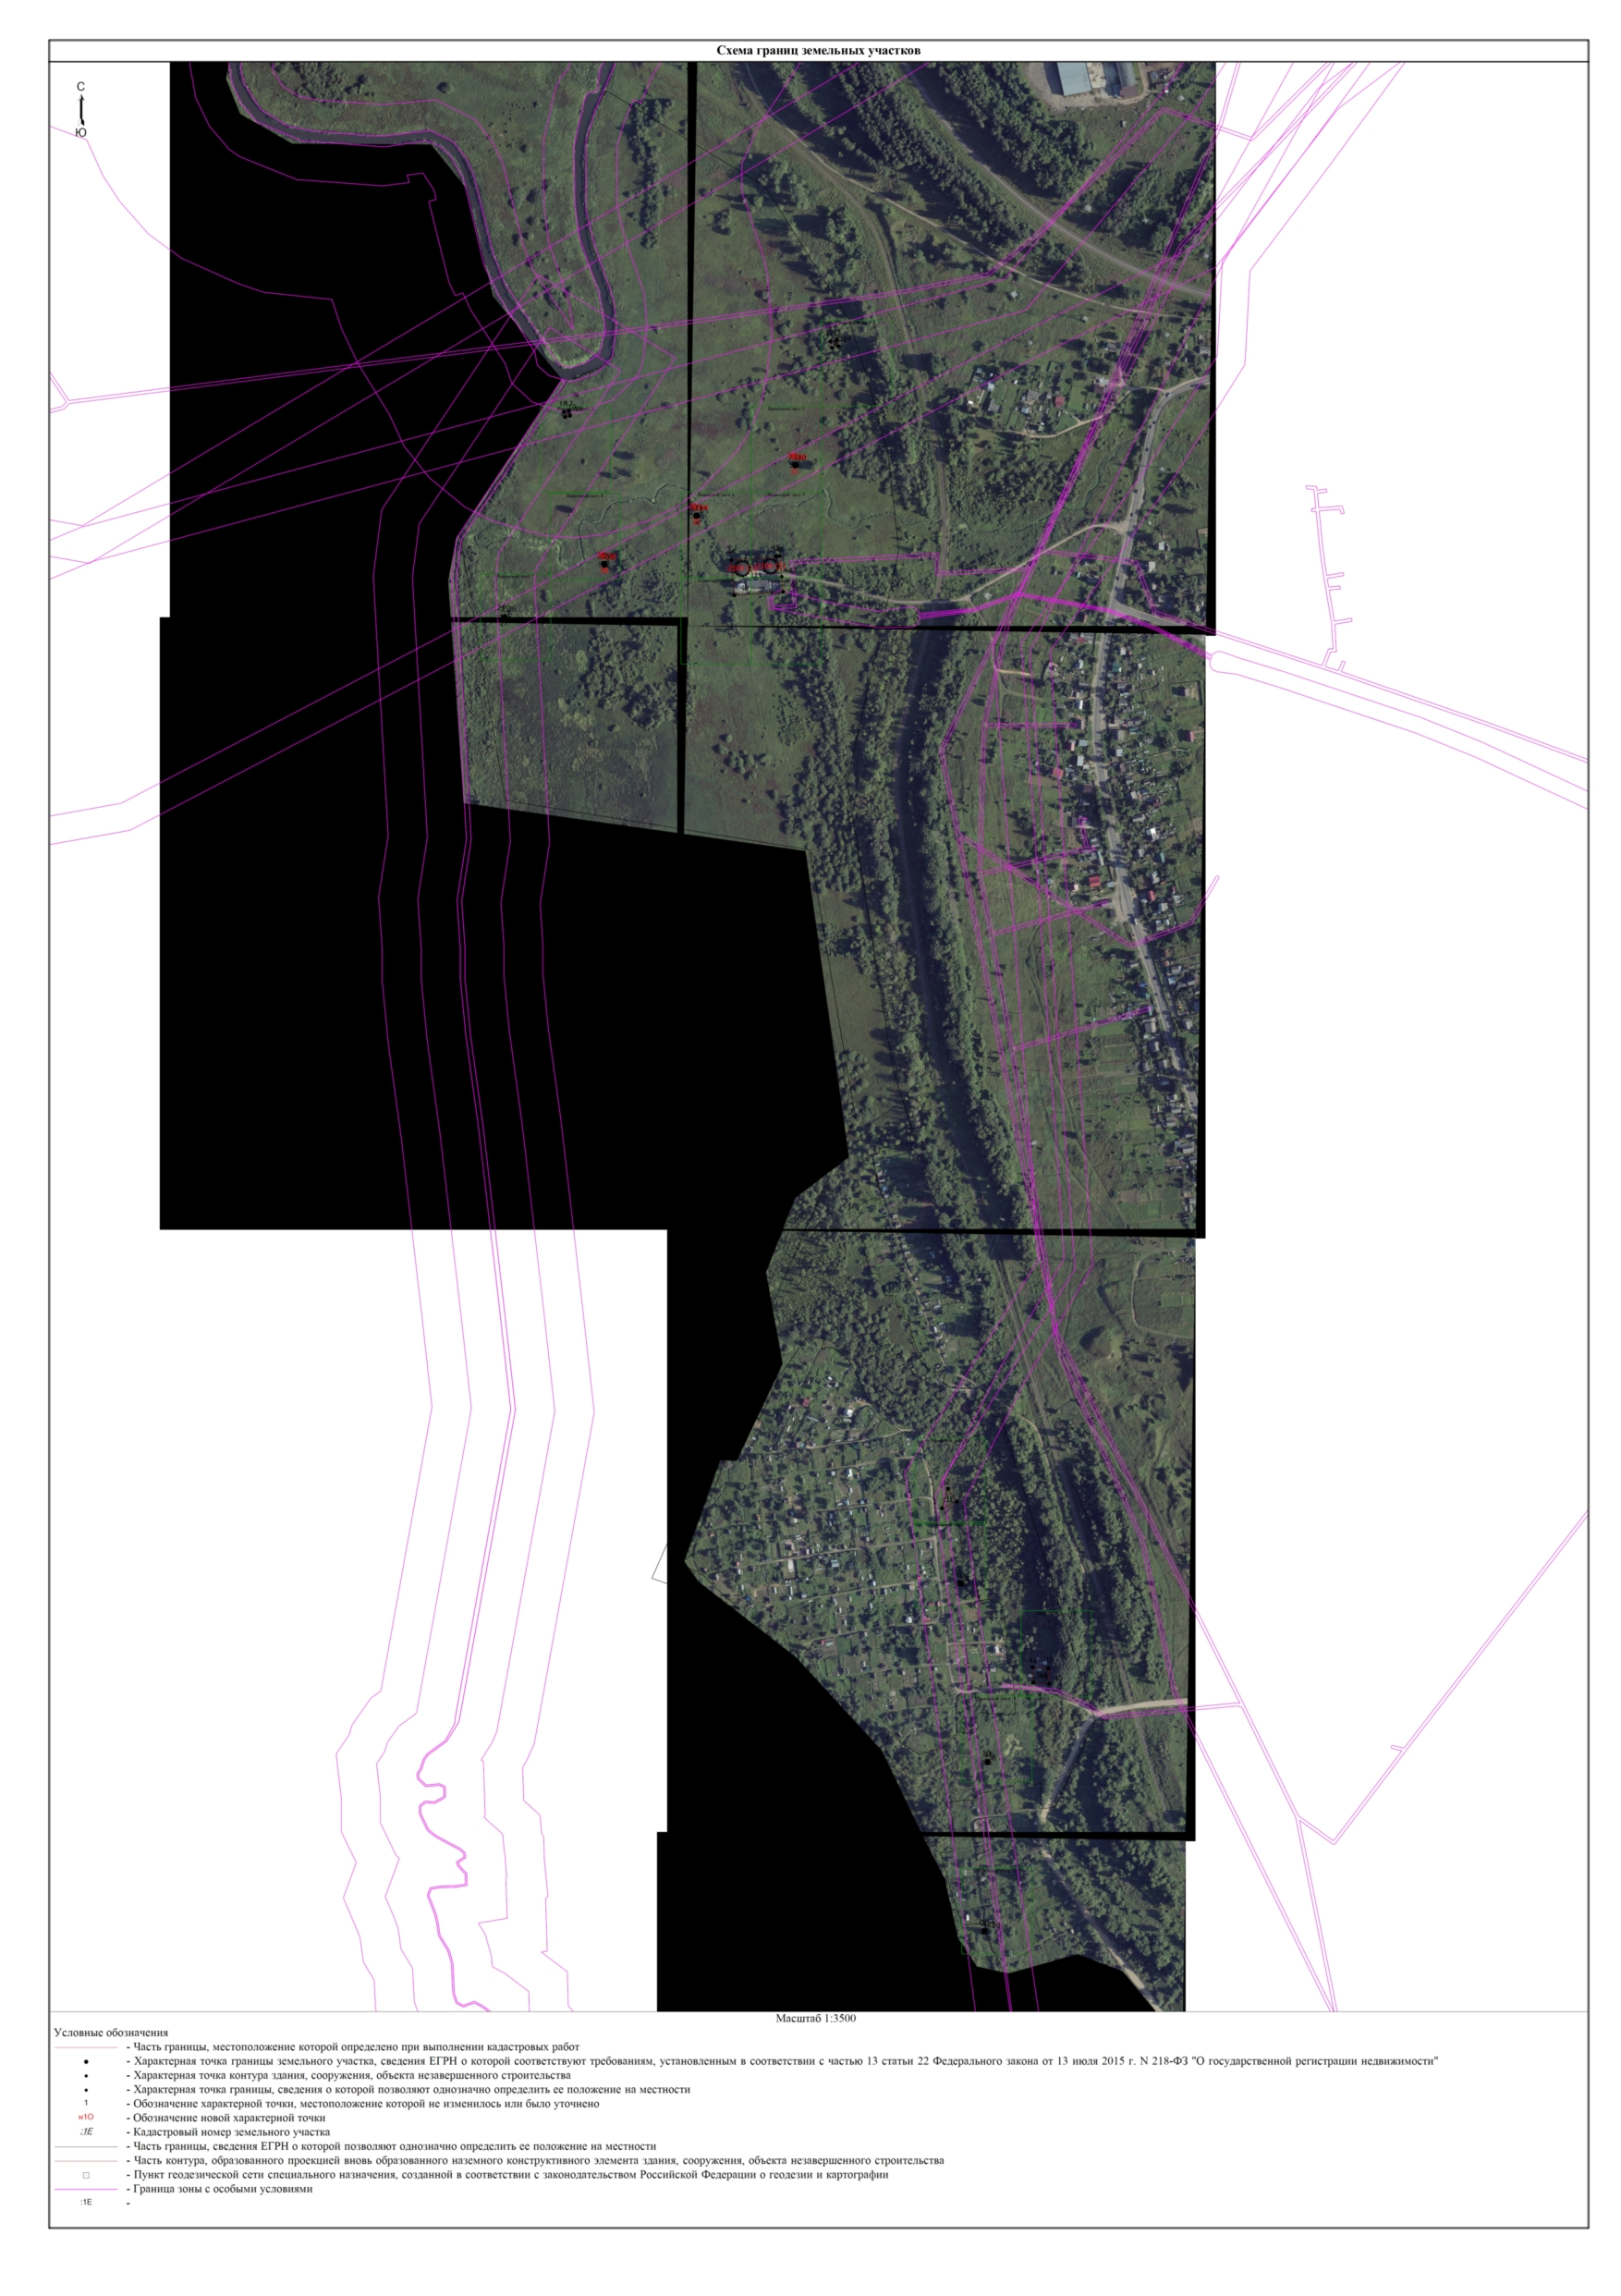 Схема границ земельных участков
С
Ю
Масштаб 1:3500
Условные обозначения
- Часть границы, местоположение которой определено при выполнении кадастровых работ
- Характерная точка границы земельного участка, сведения ЕГРН о которой соответствуют требованиям, установленным в соответствии с частью 13 статьи 22 Федерального закона от 13 июля 2015 г. N 218-ФЗ "О государственной регистрации недвижимости"
- Характерная точка контура здания, сооружения, объекта незавершенного строительства
- Характерная точка границы, сведения о которой позволяют однозначно определить ее положение на местности
1 - Обозначение характерной точки, местоположение которой не изменилось или было уточнено
н1О - Обозначение новой характерной точки
:1Е - Кадастровый номер земельного участка
- Часть границы, сведения ЕГРН о которой позволяют однозначно определить ее положение на местности
- Часть контура, образованного проекцией вновь образованного наземного конструктивного элемента здания, сооружения, объекта незавершенного строительства
- Пункт геодезической сети специального назначения, созданной в соответствии с законодательством Российской Федерации о геодезии и картографии
- Граница зоны с особыми условиями
:1Е -